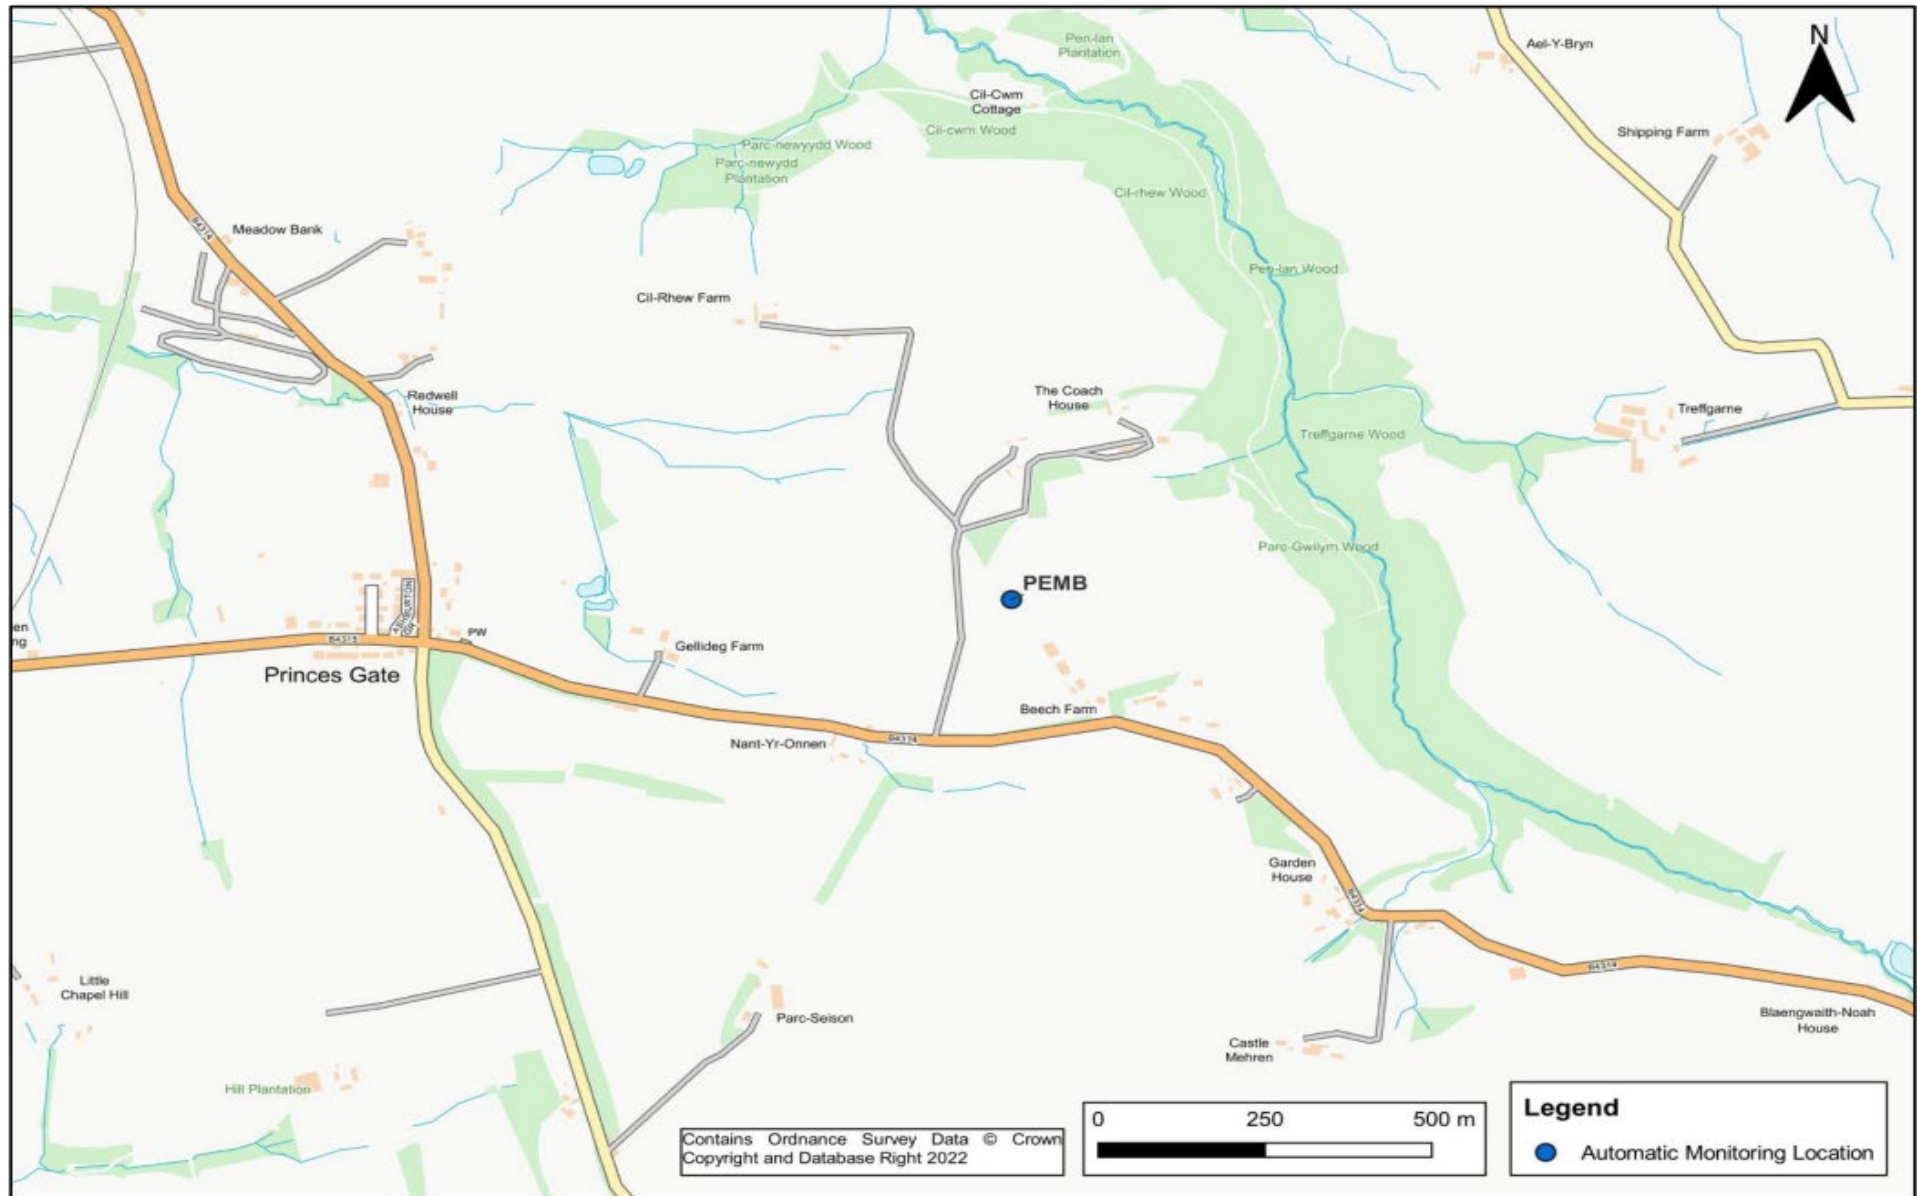 Pen-lan
Plantation
Ael-Y-Bryn
N
Cil-Cwm
Cottage
Cil-cwm Wood
Shipping Farm
Parc-newyydd Wood
Parc-newydd
Plantation
Cil-rhew Wood
B4314
Meadow Bank
Pen-lan Wood
Cil-Rhew Farm
Redwell
House
The Coach
House
Treffgarne
Treffgarne Wood
Parc-Gwilym Wood
PEMB
ASHBURTON
GR
en
ng
B4315
PW
Princes Gate
Gellideg Farm
Beech Farm
Nant-Yr-Onnen
B4314
Garden
House
B4314
B4314
Little
Chapel Hill
Parc-Seison
Blaengwaith-Noah
House
Castle
Mehren
Hill Plantation
Contains Ordnance Survey Data © Crown
Copyright and Database Right 2022
0 250 500 m
Legend
Automatic Monitoring Location